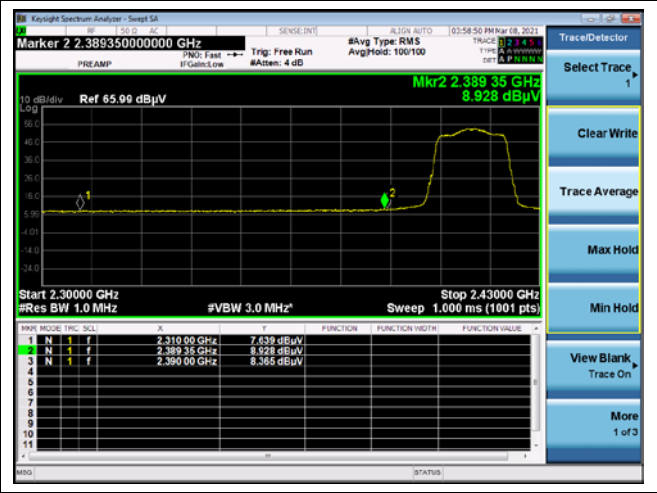 Keysight Spectrum Analyzer - Swept SA
RF 50 Ω AC SENSE:INT ALIGN AUTO 03:58:50 PM Mar 08, 2021
Marker 2 2.389350000000 GHz
PREAMP
PNO: Fast
IFGain:Low
Trig: Free Run
#Atten: 4 dB
#Avg Type: RMS
Avg|Hold: 100/100
TRACE 1 2 3 4 5 6
TYPE A
DET A P N N N N
Mkr2 2.389 35 GHz
8.928 dBµV
10 dB/div Ref 65.99 dBµV
Log
56.0
46.0
36.0
26.0
16.0
5.99
-4.01
-14.0
-24.0
1
2
Start 2.30000 GHz Stop 2.43000 GHz
#Res BW 1.0 MHz #VBW 3.0 MHz* Sweep 1.000 ms (1001 pts)
MKR MODE TRC SCL X Y FUNCTION FUNCTION WIDTH FUNCTION VALUE
1 N 1 f 2.310 00 GHz 7.639 dBµV
2 N 1 f 2.389 35 GHz 8.928 dBµV
3 N 1 f 2.390 00 GHz 8.365 dBµV
4
5
6
7
8
9
10
11
MSG STATUS
Trace/Detector
Select Trace
1
Clear Write
Trace Average
Max Hold
Min Hold
View Blank
Trace On
More
1 of 3